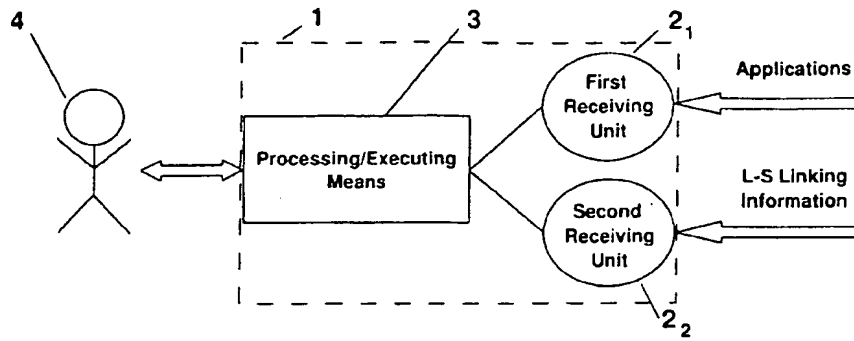 4
1
3
2₁
First
Receiving
Unit
Applications
Processing/Executing
Means
L-S Linking
Information
Second
Receiving
Unit
2₂